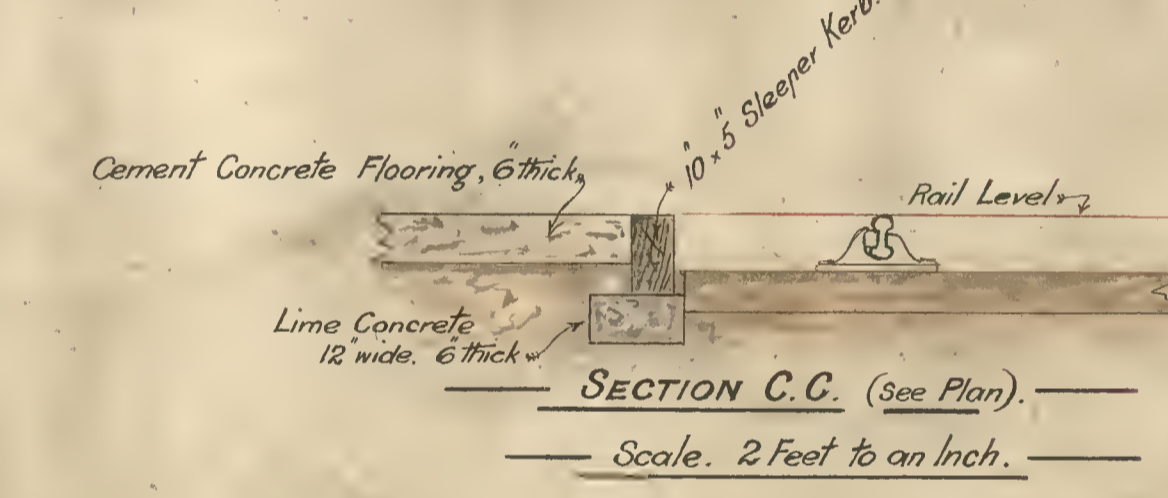 10" × 5" Sleeper Kerb.
Cement Concrete Flooring, 6" thick.
Rail Level
Lime Concrete
12" wide. 6" thick
SECTION C.C. (see Plan).
Scale. 2 Feet to an Inch.